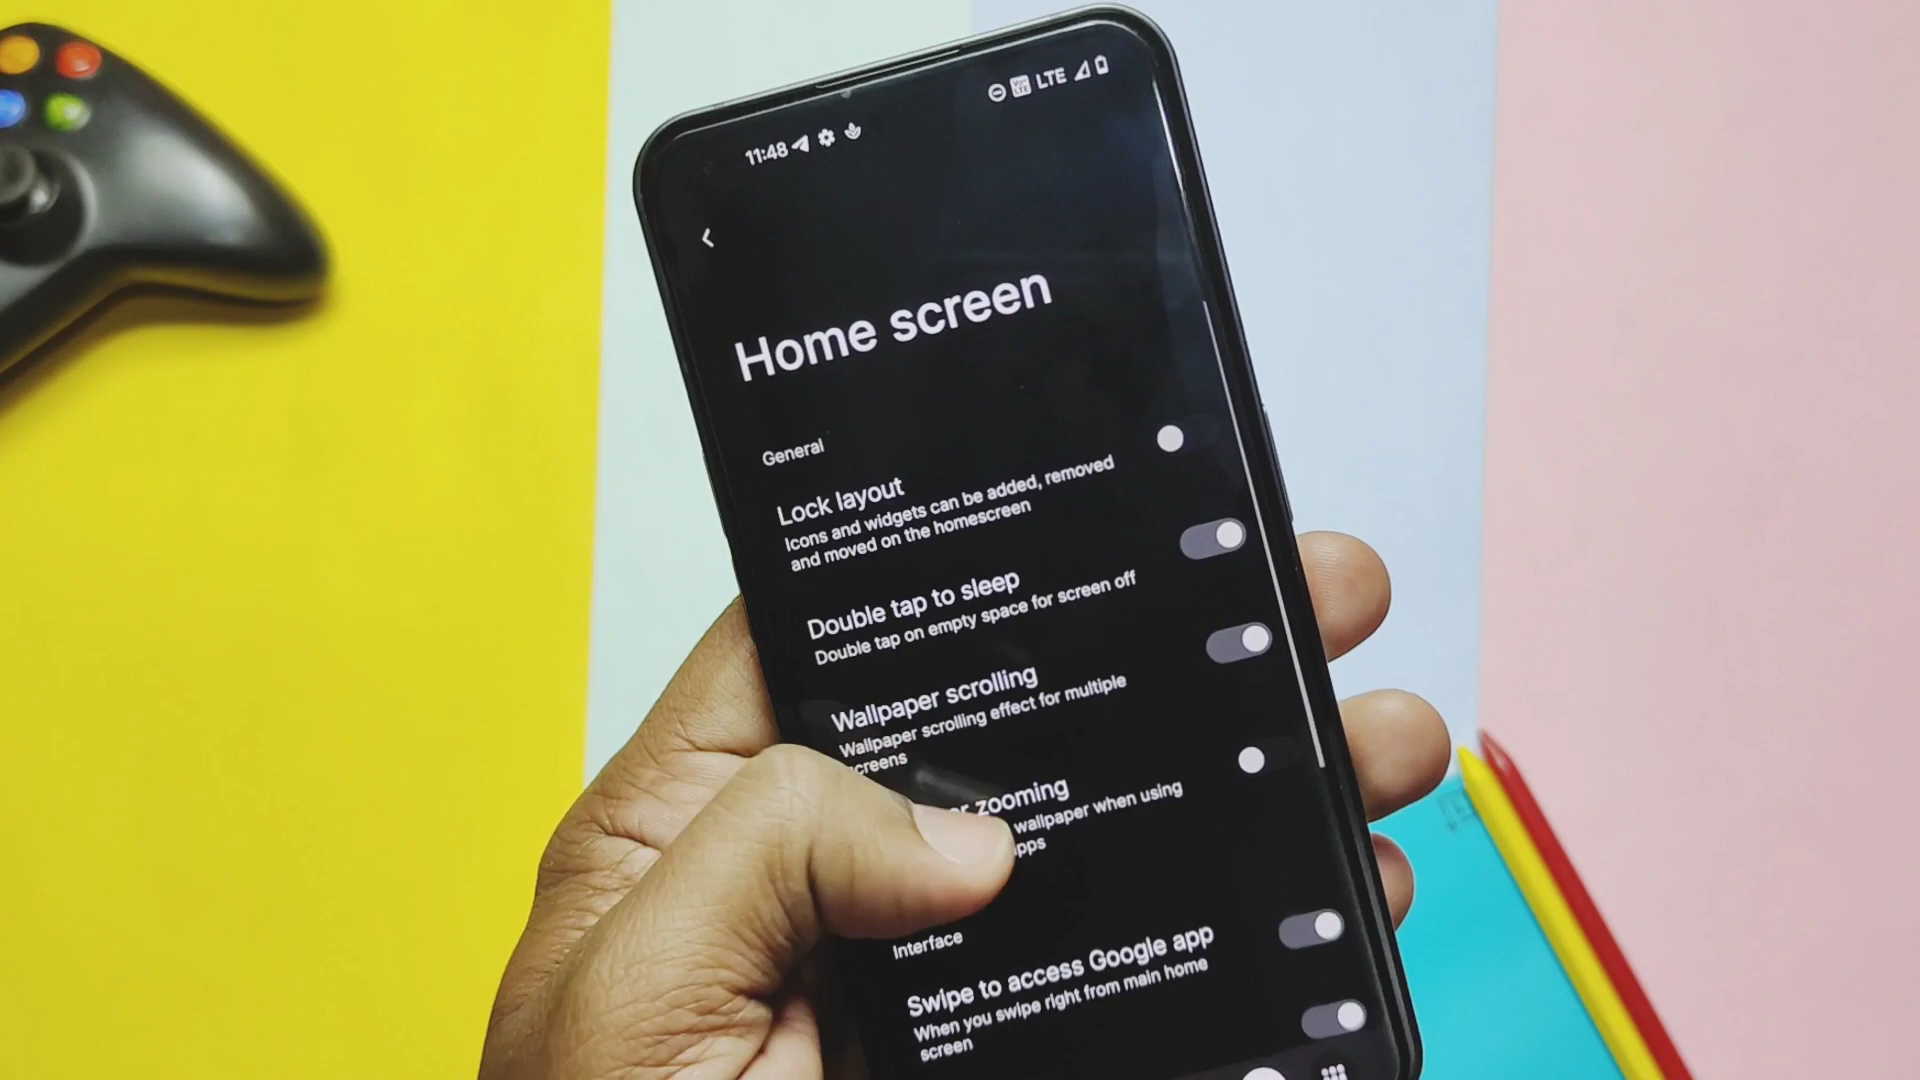 11:48 LTE
Home screen
General
Lock layout
Icons and widgets can be added, removed
and moved on the homescreen
Double tap to sleep
Double tap on empty space for screen off
Wallpaper scrolling
Wallpaper scrolling effect for multiple
screens
zooming
wallpaper when using
Interface
Swipe to access Google app
When you swipe right from main home
screen